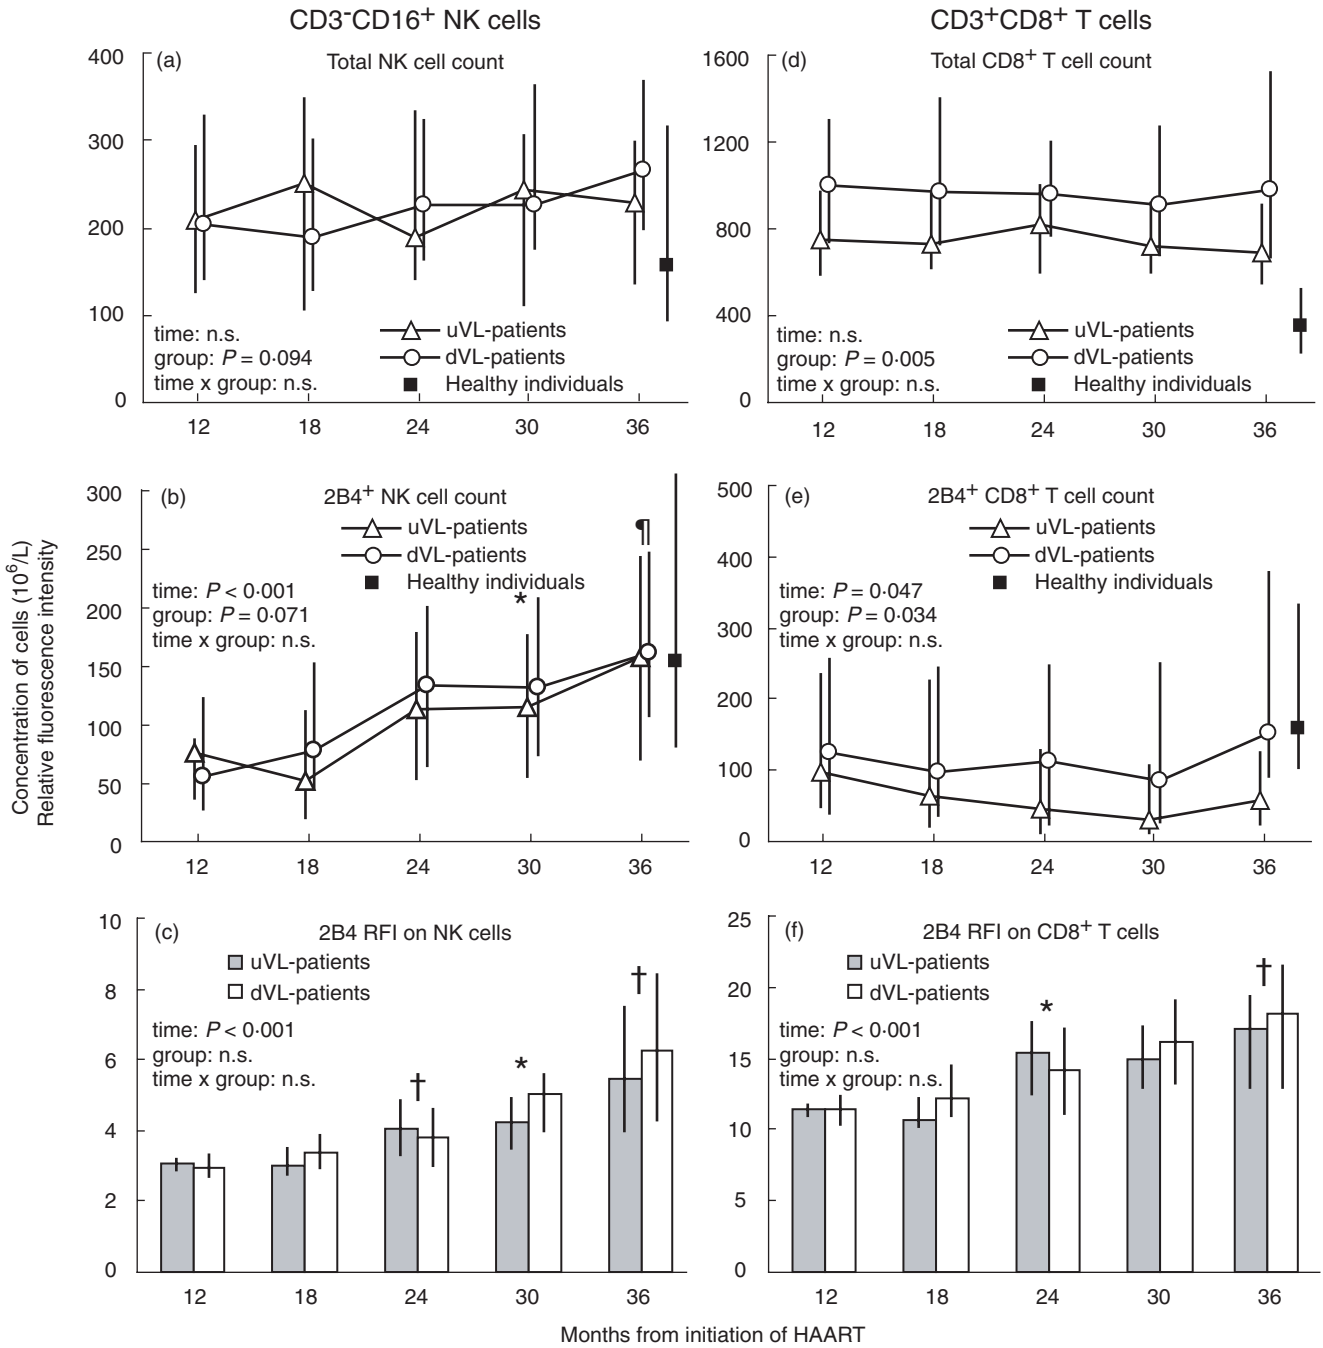 CD3⁻CD16⁺ NK cells
CD3⁺CD8⁺ T cells
(a)
Total NK cell count
400
300
200
100
0
time: n.s.
group: P = 0·094
time x group: n.s.
uVL-patients
dVL-patients
Healthy individuals
12 18 24 30 36
(d)
Total CD8⁺ T cell count
1600
1200
800
400
0
time: n.s.
group: P = 0·005
time x group: n.s.
uVL-patients
dVL-patients
Healthy individuals
12 18 24 30 36
Concentration of cells (10⁶/L)
Relative fluorescence intensity
(b)
2B4⁺ NK cell count
uVL-patients
dVL-patients
Healthy individuals
300
250
200
150
100
50
0
time: P < 0·001
group: P = 0·071
time x group: n.s.
*
¶
12 18 24 30 36
(e)
2B4⁺ CD8⁺ T cell count
uVL-patients
dVL-patients
Healthy individuals
500
400
300
200
100
0
time: P = 0·047
group: P = 0·034
time x group: n.s.
12 18 24 30 36
(c)
2B4 RFI on NK cells
uVL-patients
dVL-patients
10
8
6
4
2
0
time: P < 0·001
group: n.s.
time x group: n.s.
†
*
†
12 18 24 30 36
(f)
2B4 RFI on CD8⁺ T cells
uVL-patients
dVL-patients
25
20
15
10
5
0
time: P < 0·001
group: n.s.
time x group: n.s.
*
†
12 18 24 30 36
Months from initiation of HAART